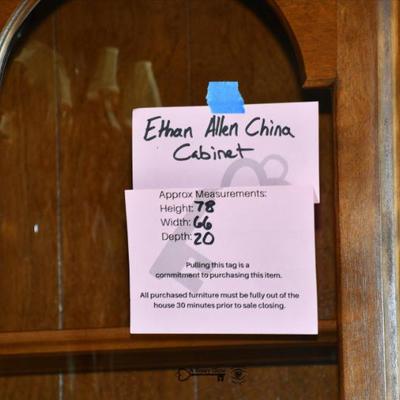 Ethan Allen China
Cabinet
Approx Measurements:
Height: 78
Width: 66
Depth: 20
Pulling this tag is a
commitment to purchasing this item.
All purchased furniture must be fully out of the
house 30 minutes prior to sale closing.